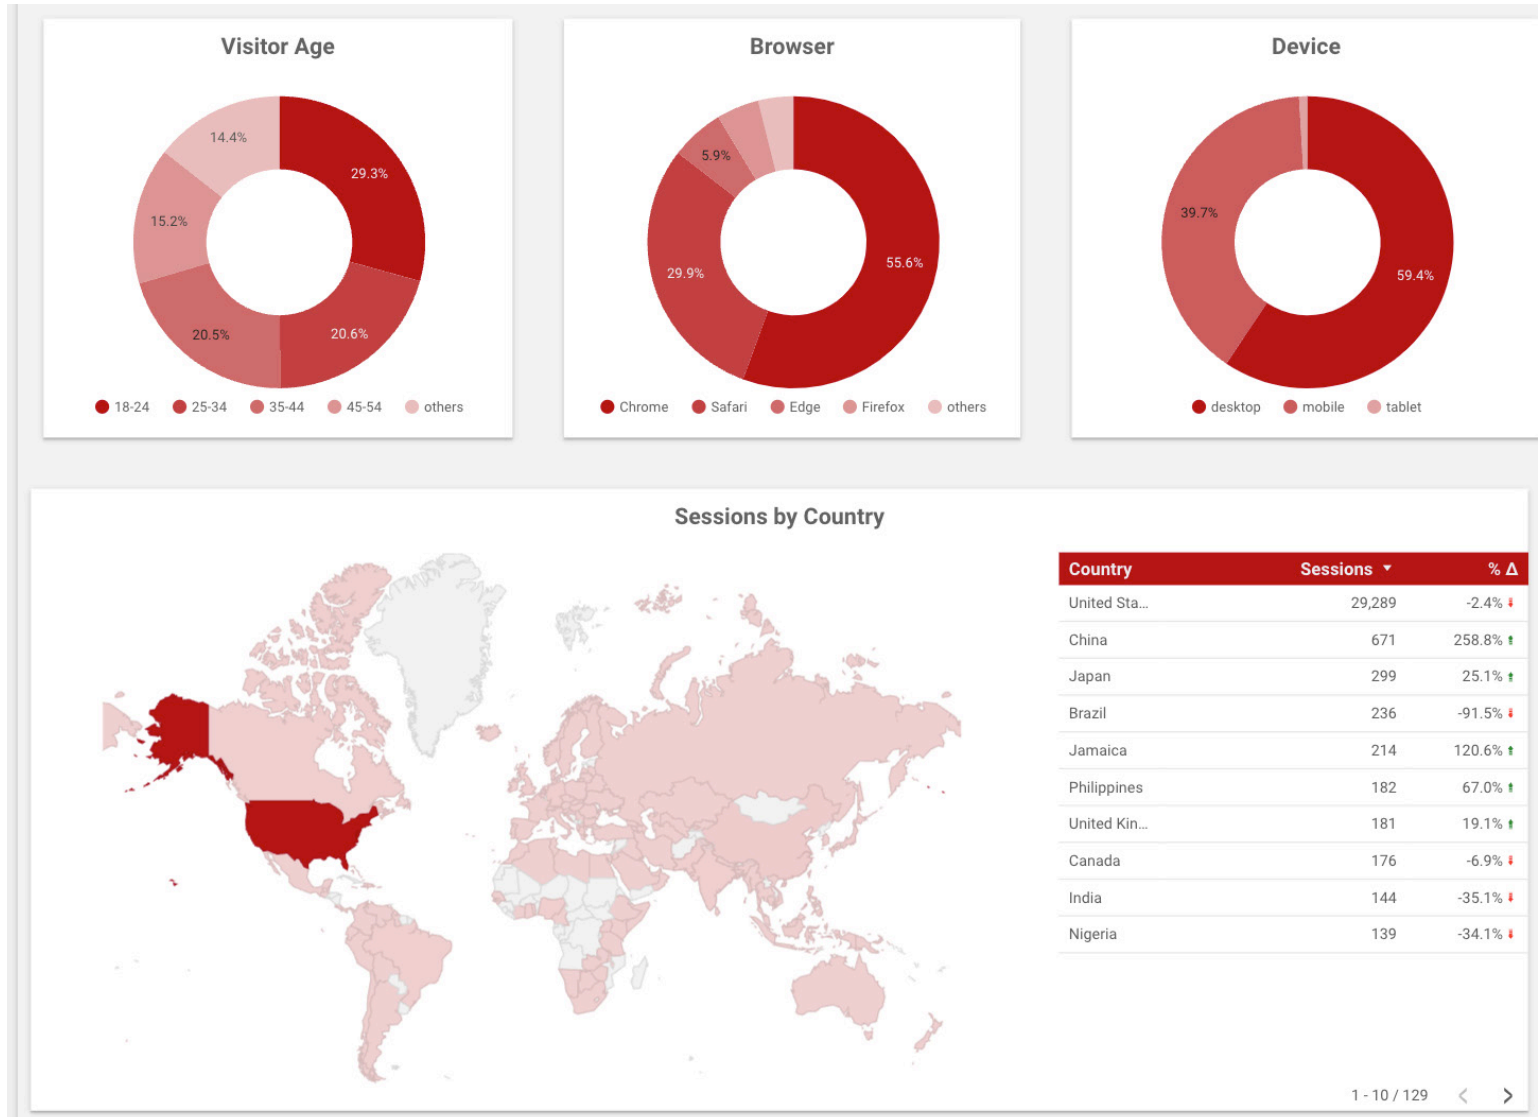 Visitor Age
14.4%
29.3%
15.2%
20.5%
20.6%
18-24 25-34 35-44 45-54 others
Browser
5.9%
29.9%
55.6%
Chrome Safari Edge Firefox others
Device
39.7%
59.4%
desktop mobile tablet
Sessions by Country
Country Sessions % Δ
United Sta... 29,289 -2.4%
China 671 258.8%
Japan 299 25.1%
Brazil 236 -91.5%
Jamaica 214 120.6%
Philippines 182 67.0%
United Kin... 181 19.1%
Canada 176 -6.9%
India 144 -35.1%
Nigeria 139 -34.1%
1 - 10 / 129